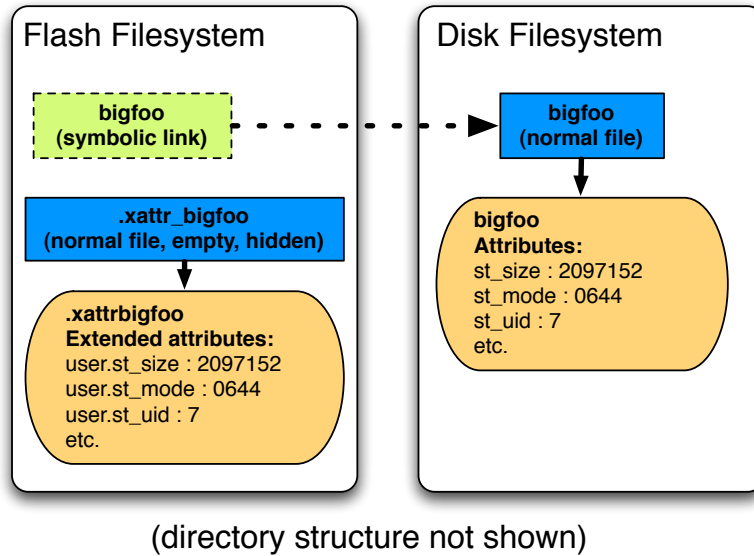 Flash Filesystem
bigfoo
(symbolic link)
.xattr_bigfoo
(normal file, empty, hidden)
.xattrbigfoo
Extended attributes:
user.st_size : 2097152
user.st_mode : 0644
user.st_uid : 7
etc.
Disk Filesystem
bigfoo
(normal file)
bigfoo
Attributes:
st_size : 2097152
st_mode : 0644
st_uid : 7
etc.
(directory structure not shown)